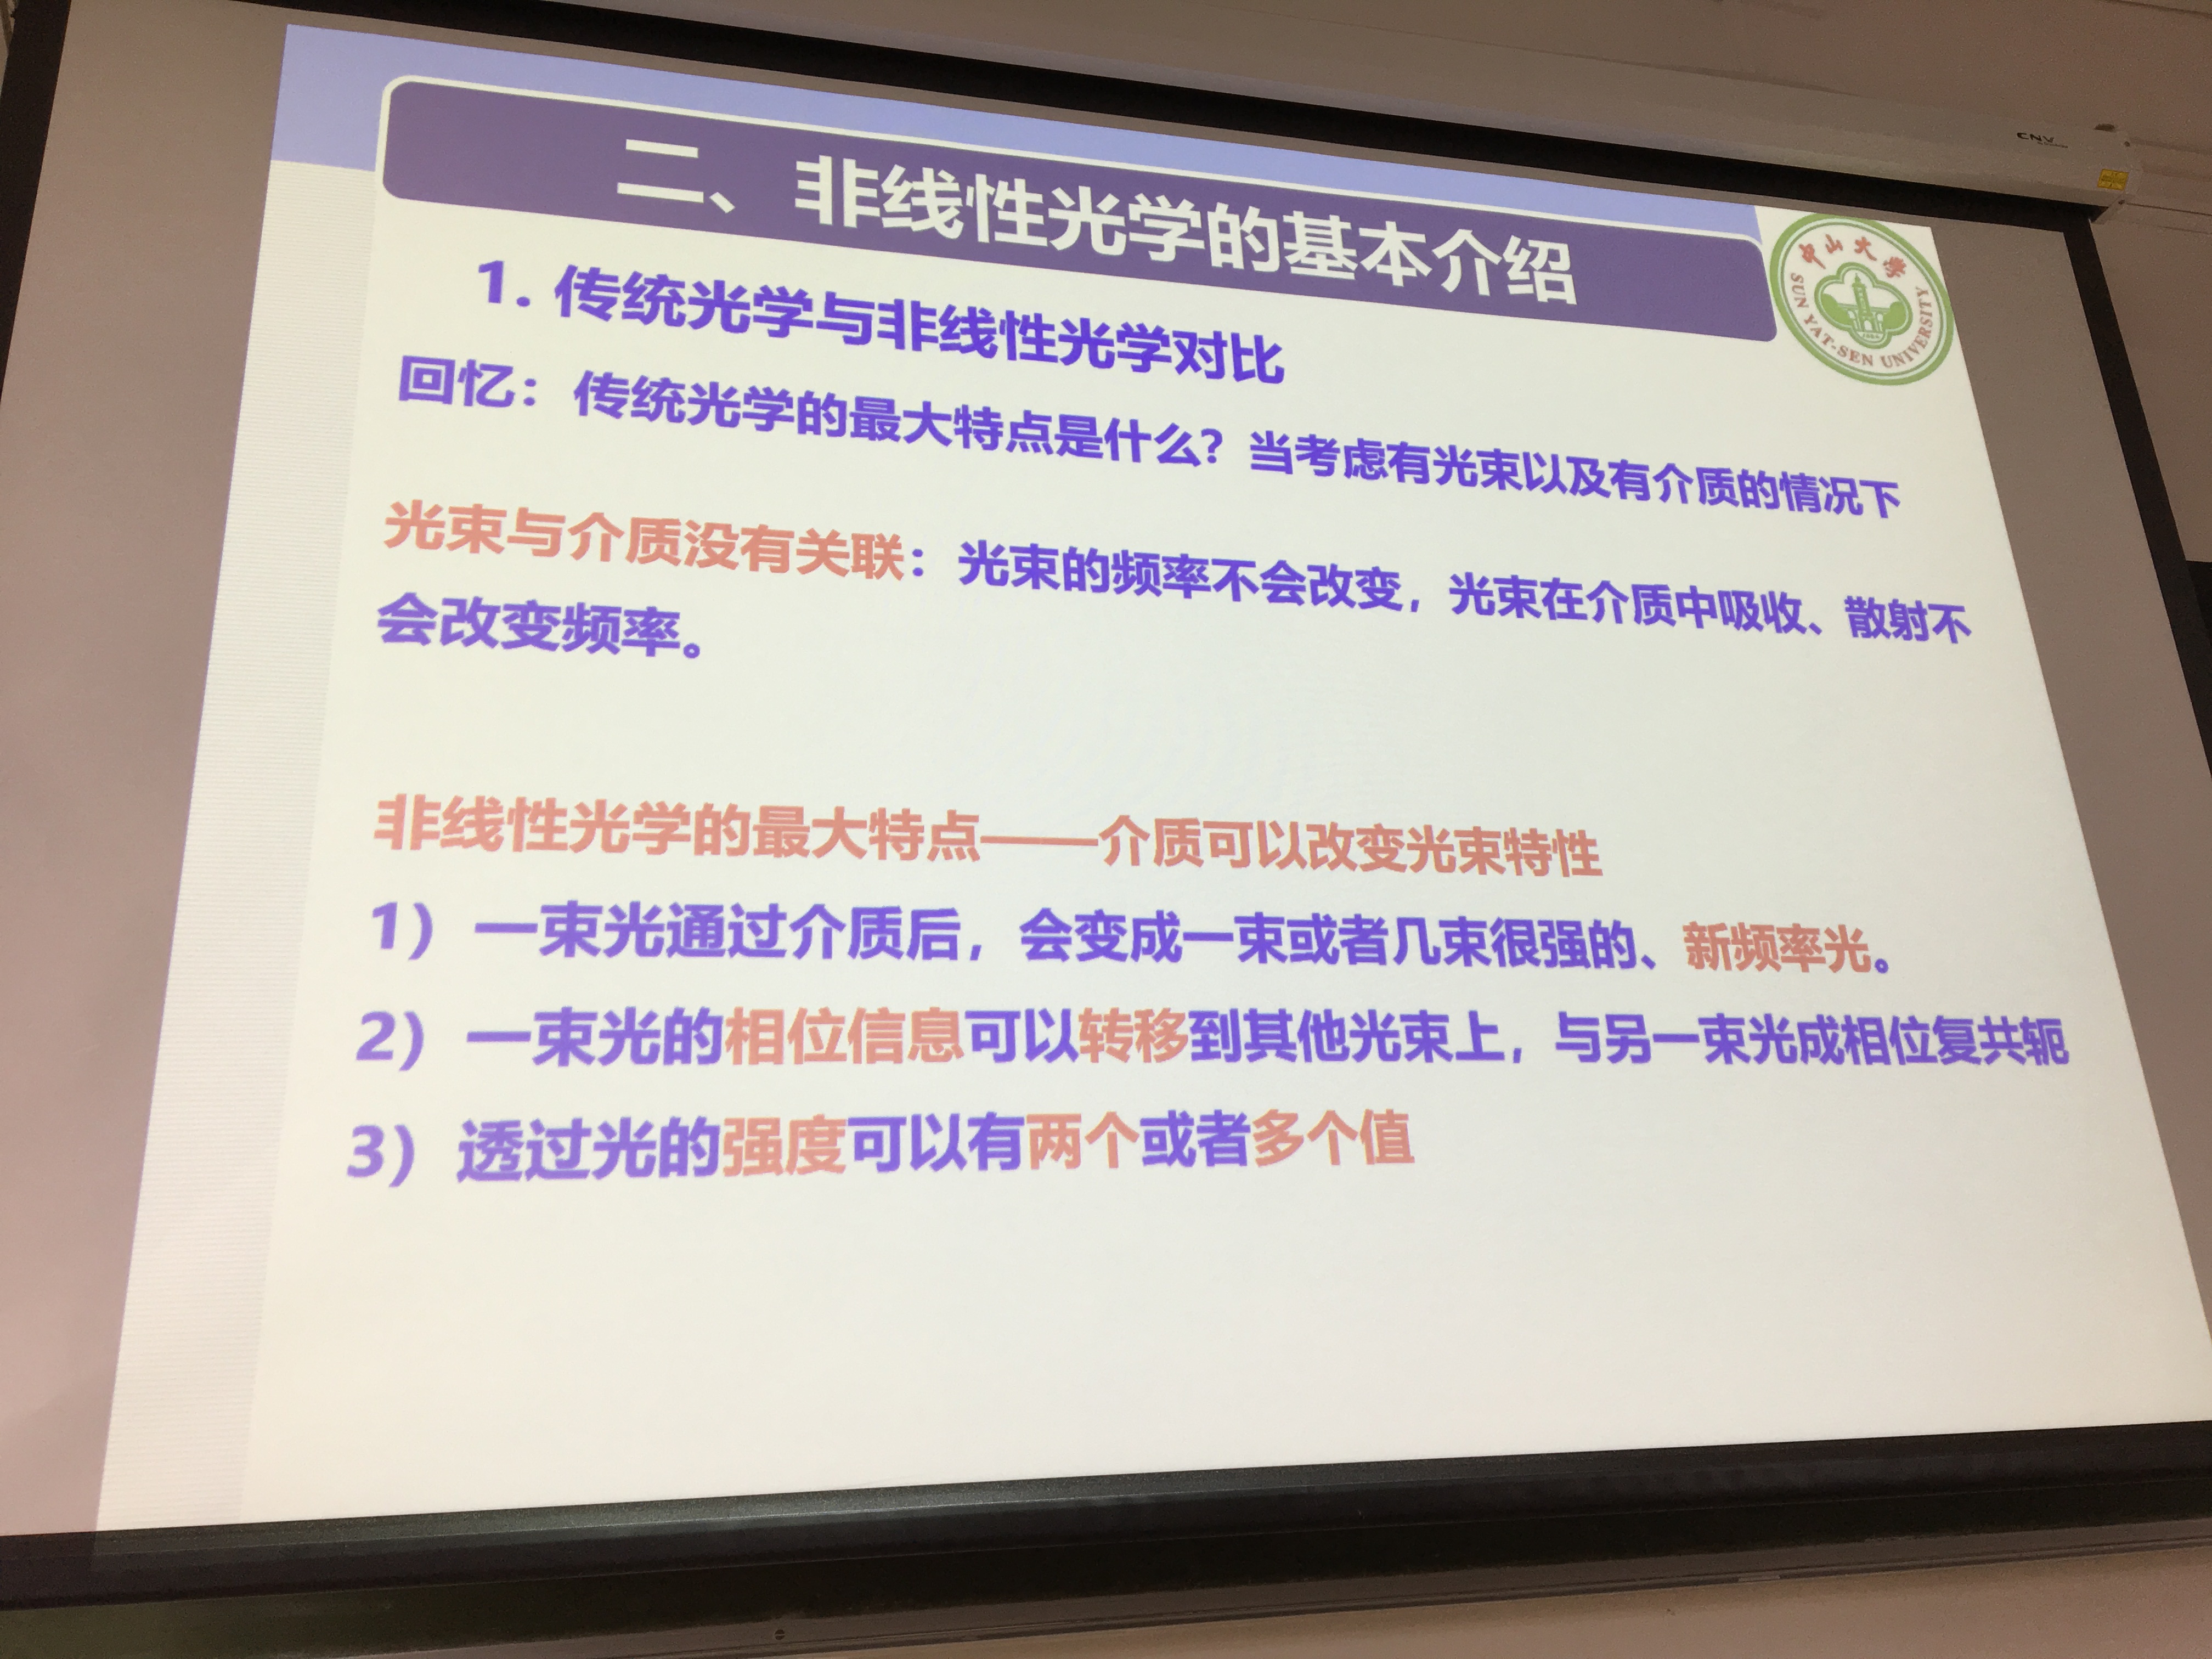 CNV
二、非线性光学的基本介绍
中山大学
SUN YAT-SEN UNIVERSITY
1. 传统光学与非线性光学对比
回忆：传统光学的最大特点是什么？当考虑有光束以及有介质的情况下
光束与介质没有关联：光束的频率不会改变，光束在介质中吸收、散射不
会改变频率。
非线性光学的最大特点——介质可以改变光束特性
1）一束光通过介质后，会变成一束或者几束很强的、新频率光。
2）一束光的相位信息可以转移到其他光束上，与另一束光成相位复共轭
3）透过光的强度可以有两个或者多个值